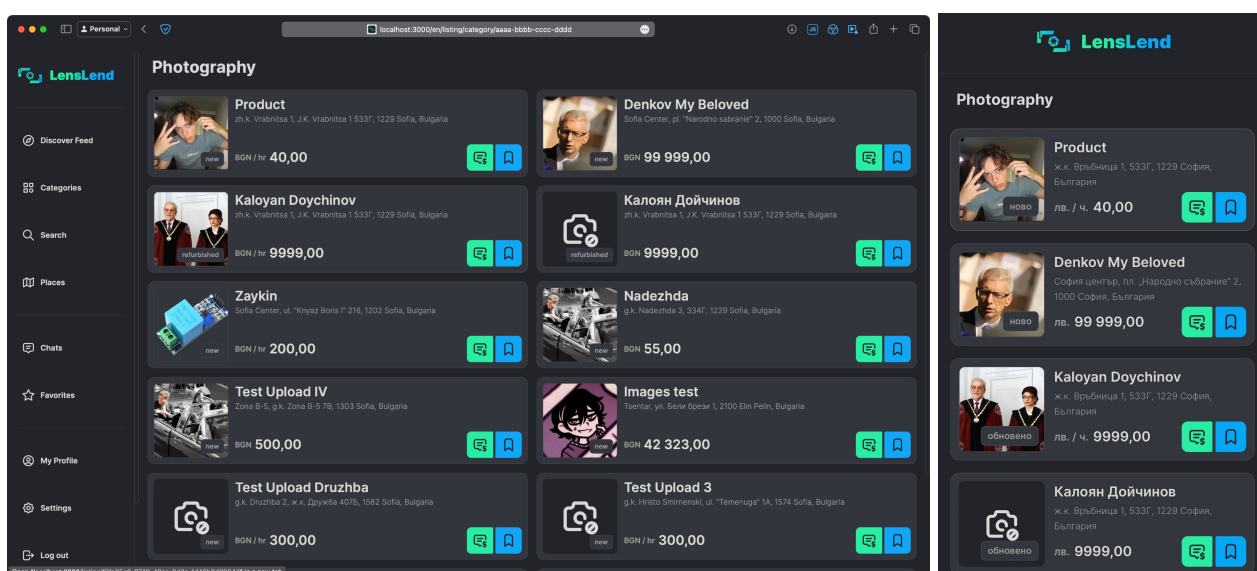 Personal
localhost:3000/en/listing/category/aaaa-bbbb-cccc-dddd
LensLend
Discover Feed
Categories
Search
Places
Chats
Favorites
My Profile
Settings
Log out
Photography
Product
zh.k. Vrabnitsa 1, J.K. Vrabnitsa 1 533Г, 1229 Sofia, Bulgaria
new
BGN / hr 40,00
Denkov My Beloved
Sofia Center, pl. "Narodno sabranie" 2, 1000 Sofia, Bulgaria
new
BGN 99 999,00
Kaloyan Doychinov
zh.k. Vrabnitsa 1, J.K. Vrabnitsa 1 533Г, 1229 Sofia, Bulgaria
refurbished
BGN / hr 9999,00
Калоян Дойчинов
zh.k. Vrabnitsa 1, J.K. Vrabnitsa 1 533Г, 1229 Sofia, Bulgaria
refurbished
BGN 9999,00
Zaykin
Sofia Center, ul. "Knyaz Boris I" 216, 1202 Sofia, Bulgaria
new
BGN / hr 200,00
Nadezhda
g.k. Nadezhda 3, 334Г, 1229 Sofia, Bulgaria
new
BGN 55,00
Test Upload IV
Zona B-5, g.k. Zona B-5 7B, 1303 Sofia, Bulgaria
new
BGN 500,00
Images test
Tsentar, ул. Бели брези 1, 2100 Elin Pelin, Bulgaria
new
BGN 42 323,00
Test Upload Druzhba
g.k. Druzhba 2, ж.к. Дружба 407Б, 1582 Sofia, Bulgaria
new
BGN / hr 300,00
Test Upload 3
g.k. Hristo Smirnenski, ul. "Temenuga" 1A, 1574 Sofia, Bulgaria
new
BGN / hr 300,00
LensLend
Photography
Product
ж.к. Връбница 1, 533Г, 1229 София,
България
ново
лв. / ч. 40,00
Denkov My Beloved
София център, пл. „Народно събрание" 2,
1000 София, България
ново
лв. 99 999,00
Kaloyan Doychinov
ж.к. Връбница 1, 533Г, 1229 София,
България
обновено
лв. / ч. 9999,00
Калоян Дойчинов
ж.к. Връбница 1, 533Г, 1229 София,
България
обновено
лв. 9999,00